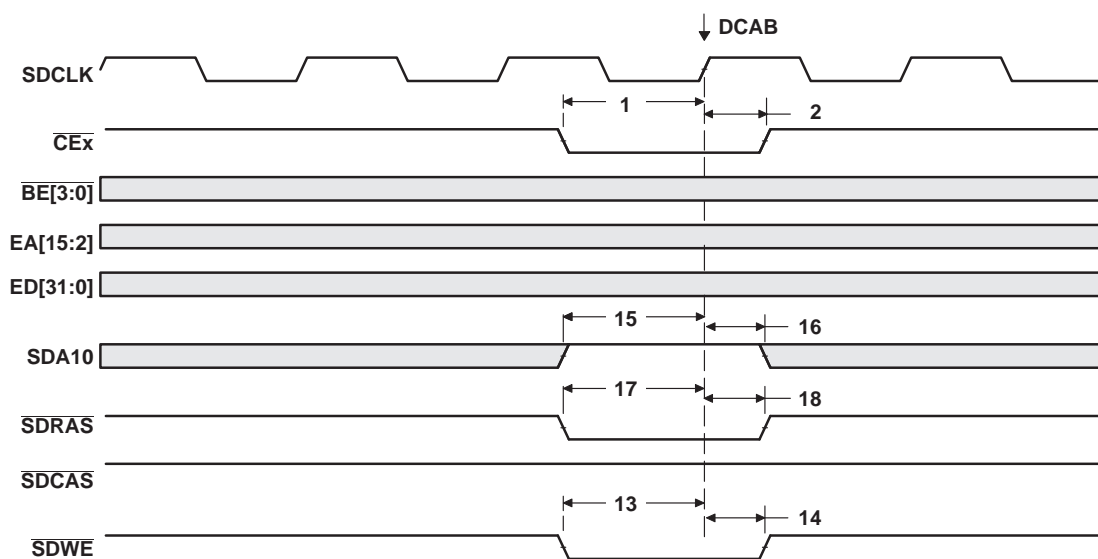 DCAB
SDCLK
1 2
CEx
BE[3:0]
EA[15:2]
ED[31:0]
15 16
SDA10
17 18
SDRAS
SDCAS
13 14
SDWE